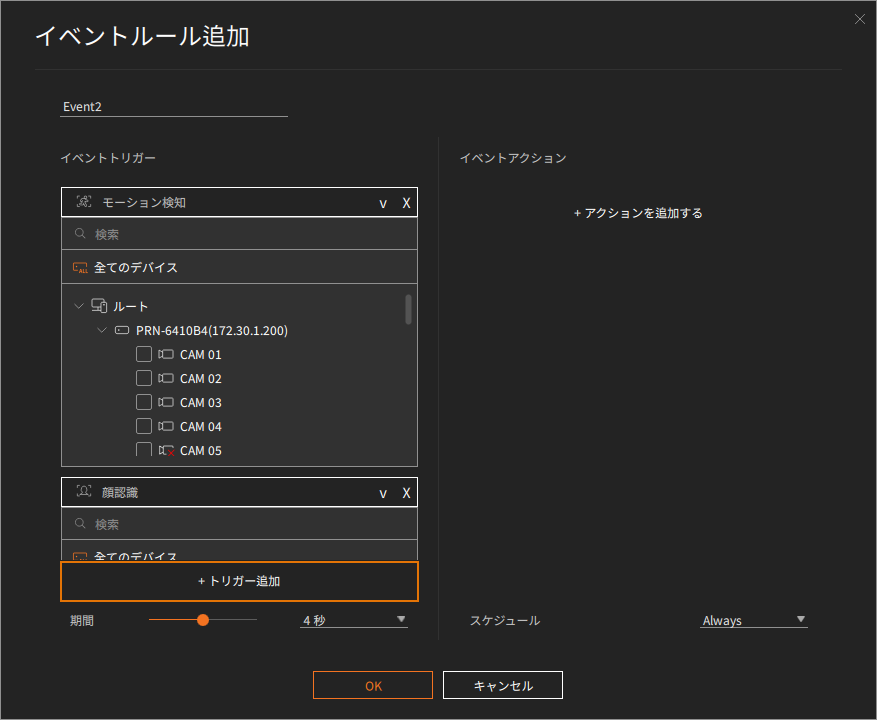 イベントルール追加
Event2
イベントトリガー
モーション検知 v X
検索
ALL 全てのデバイス
ルート
PRN-6410B4(172.30.1.200)
CAM 01
CAM 02
CAM 03
CAM 04
CAM 05
顔認識 v X
検索
全てのデバイス
+ トリガー追加
期間 4 秒
イベントアクション
+ アクションを追加する
スケジュール Always
OK キャンセル